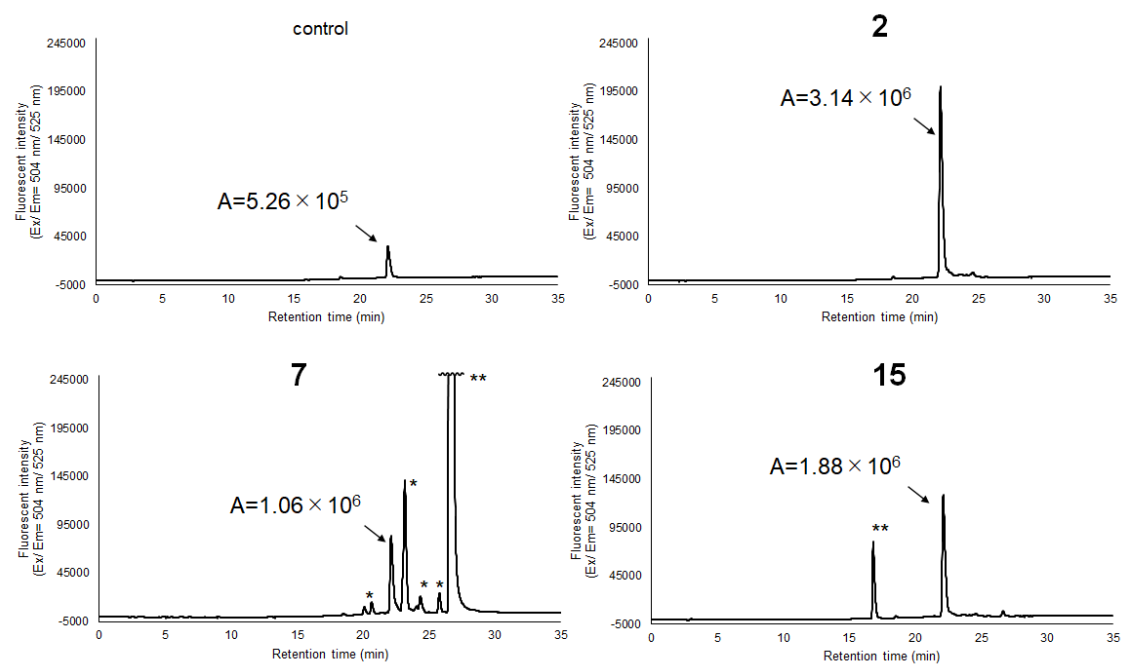 control
245000
195000
145000
95000
45000
-5000
Fluorescent intensity
(Ex/ Em= 504 nm/ 525 nm)
A=5.26×10⁵
0 5 10 15 20 25 30 35
Retention time (min)
2
245000
195000
145000
95000
45000
-5000
Fluorescent intensity
(Ex/ Em= 504 nm/ 525 nm)
A=3.14×10⁶
0 5 10 15 20 25 30 35
Retention time (min)
7
245000
195000
145000
95000
45000
-5000
Fluorescent intensity
(Ex/ Em= 504 nm/ 525 nm)
**
*
A=1.06×10⁶
*
*
*
0 5 10 15 20 25 30 35
Retention time (min)
15
245000
195000
145000
95000
45000
-5000
Fluorescent intensity
(Ex/ Em= 504 nm/ 525 nm)
A=1.88×10⁶
**
0 5 10 15 20 25 30 35
Retention time (min)